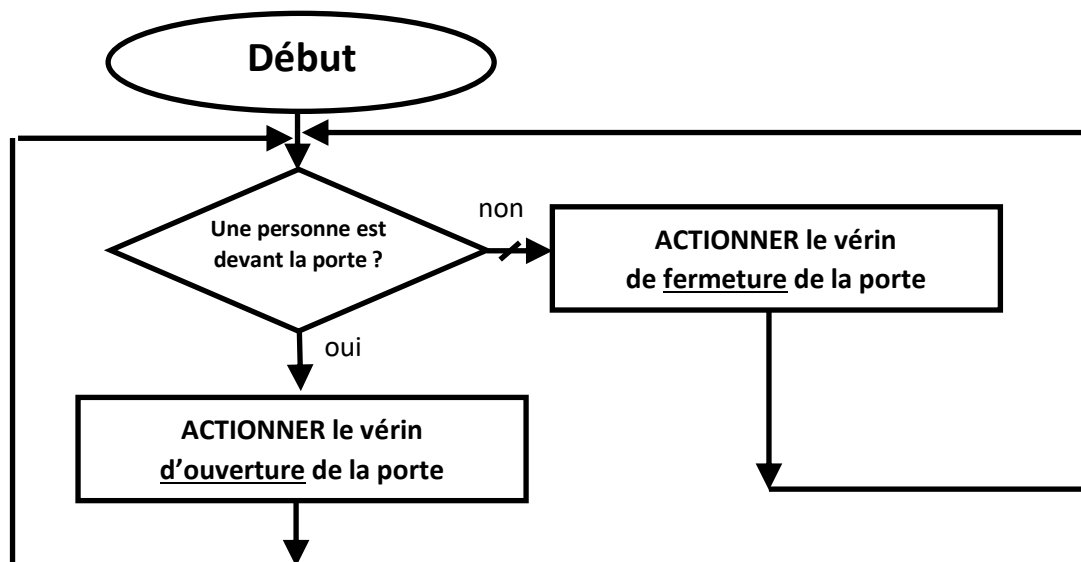 Début
Une personne est
devant la porte ?
non
ACTIONNER le vérin
de fermeture de la porte
oui
ACTIONNER le vérin
d’ouverture de la porte